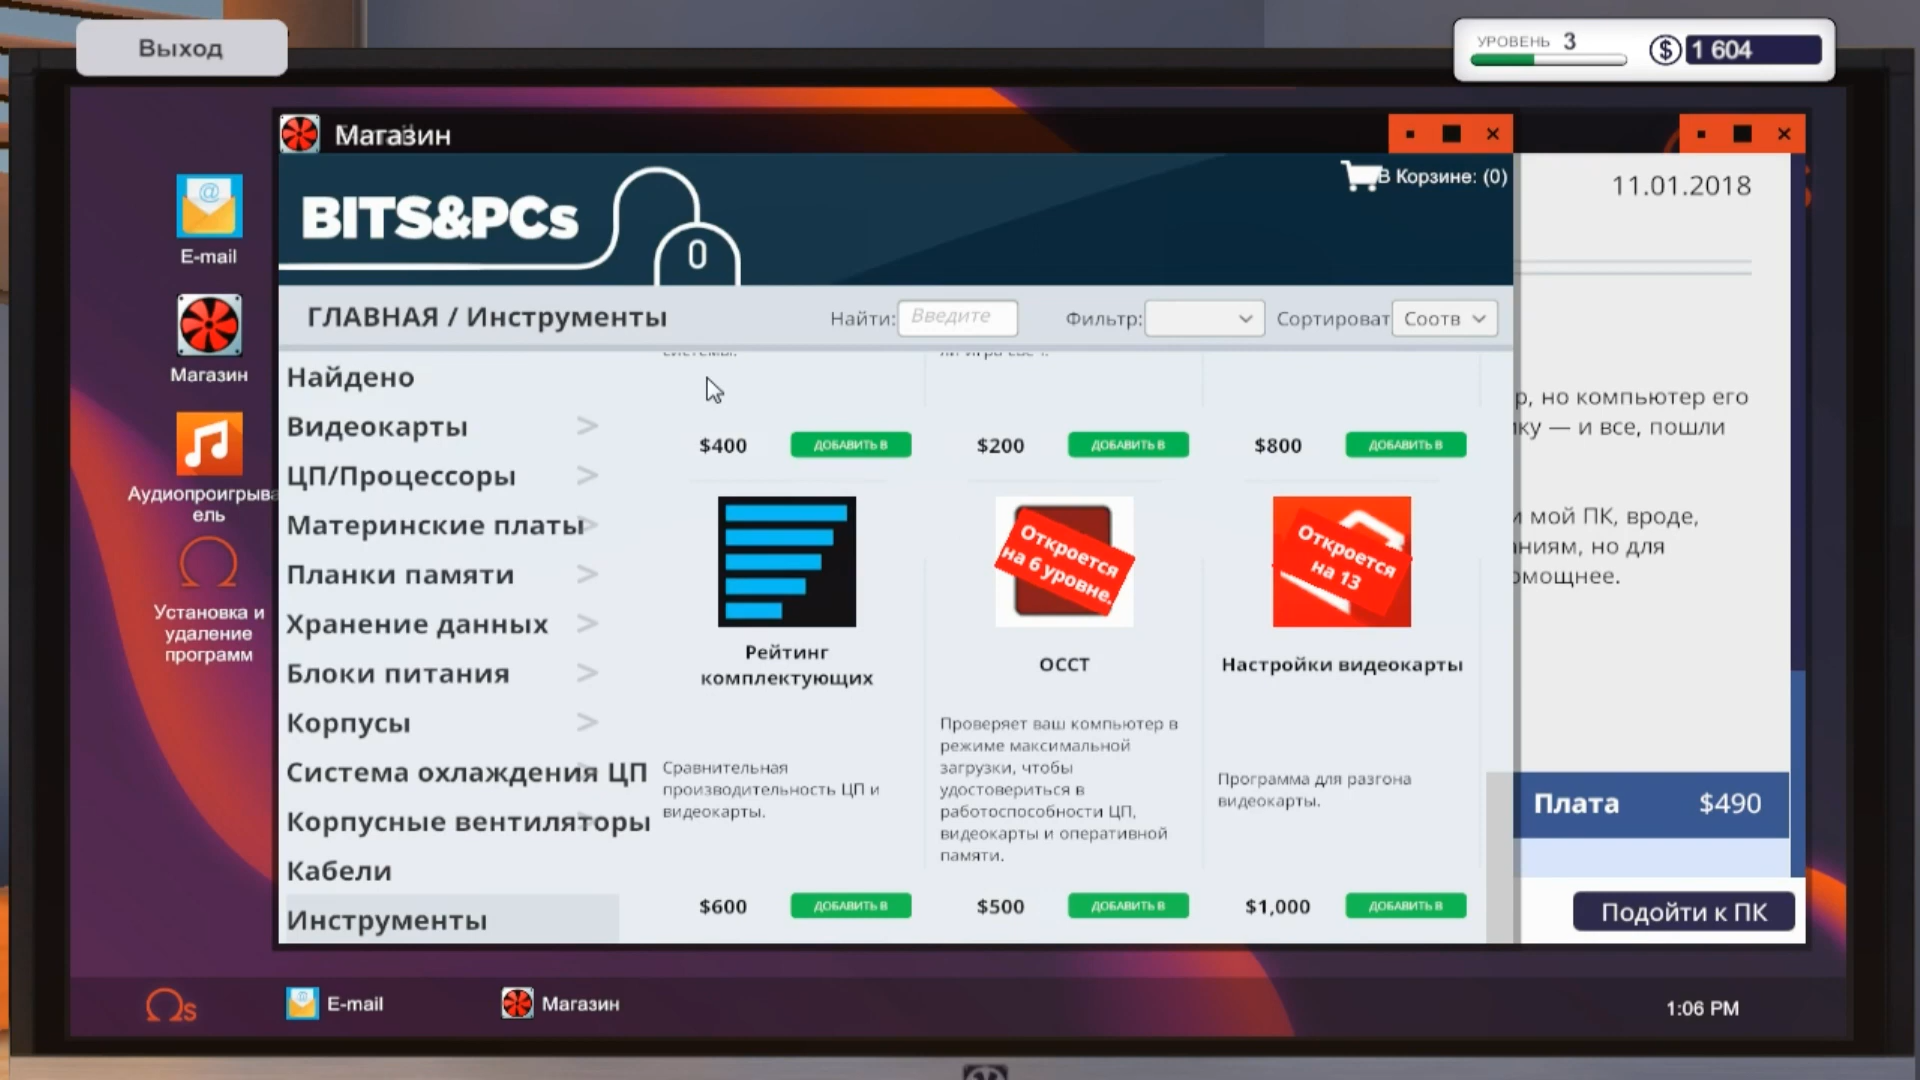 Выход
УРОВЕНЬ 3
$ 1 604
Магазин
В Корзине: (0)
BITS&PCs
11.01.2018
E-mail
Магазин
Аудиопроигрыва
ель
Установка и
удаление
программ
ГЛАВНАЯ / Инструменты
Найти: Введите
Фильтр:
Сортироват Соотв
Найдено
Видеокарты >
ЦП/Процессоры >
Материнские платы >
Планки памяти >
Хранение данных >
Блоки питания >
Корпусы >
Система охлаждения ЦП
Корпусные вентиляторы
Кабели
Инструменты
$400 ДОБАВИТЬ В
$200 ДОБАВИТЬ В
$800 ДОБАВИТЬ В
Рейтинг
комплектующих
Сравнительная
производительность ЦП и
видеокарты.
$600 ДОБАВИТЬ В
Откроется
на 6 уровне.
OCCT
Проверяет ваш компьютер в
режиме максимальной
загрузки, чтобы
удостовериться в
работоспособности ЦП,
видеокарты и оперативной
памяти.
$500 ДОБАВИТЬ В
Откроется
на 13
Настройки видеокарты
Программа для разгона
видеокарты.
$1,000 ДОБАВИТЬ В
р, но компьютер его
ку — и все, пошли
и мой ПК, вроде,
аниям, но для
омощнее.
Плата $490
Подойти к ПК
Ωs
E-mail
Магазин
1:06 PM